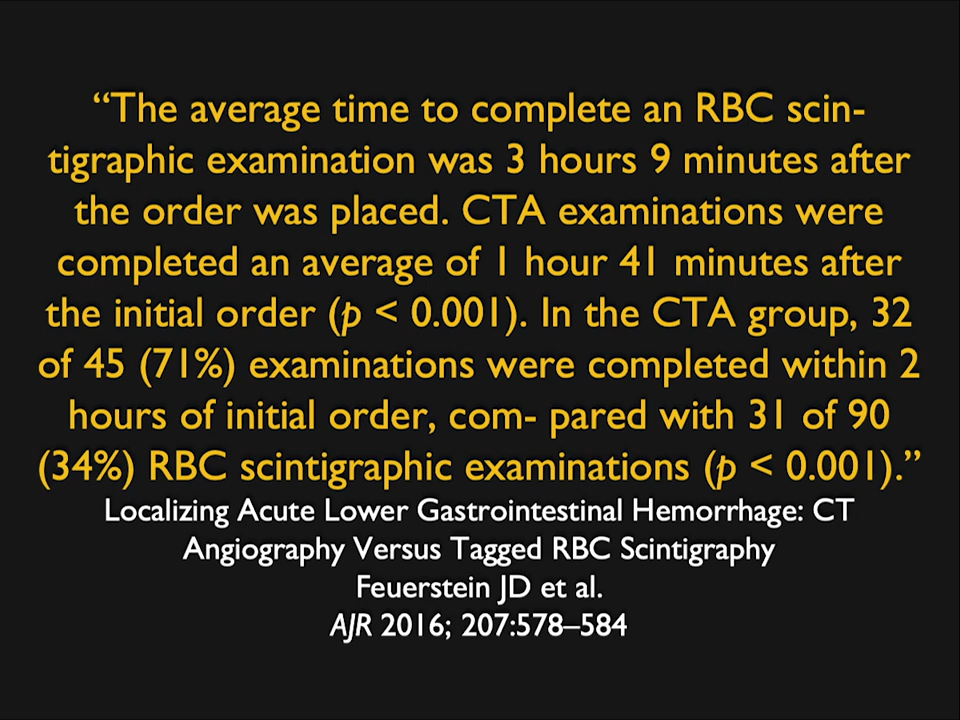 “The average time to complete an RBC scin-
tigraphic examination was 3 hours 9 minutes after
the order was placed. CTA examinations were
completed an average of 1 hour 41 minutes after
the initial order (p < 0.001). In the CTA group, 32
of 45 (71%) examinations were completed within 2
hours of initial order, com- pared with 31 of 90
(34%) RBC scintigraphic examinations (p < 0.001).”
Localizing Acute Lower Gastrointestinal Hemorrhage: CT
Angiography Versus Tagged RBC Scintigraphy
Feuerstein JD et al.
AJR 2016; 207:578–584